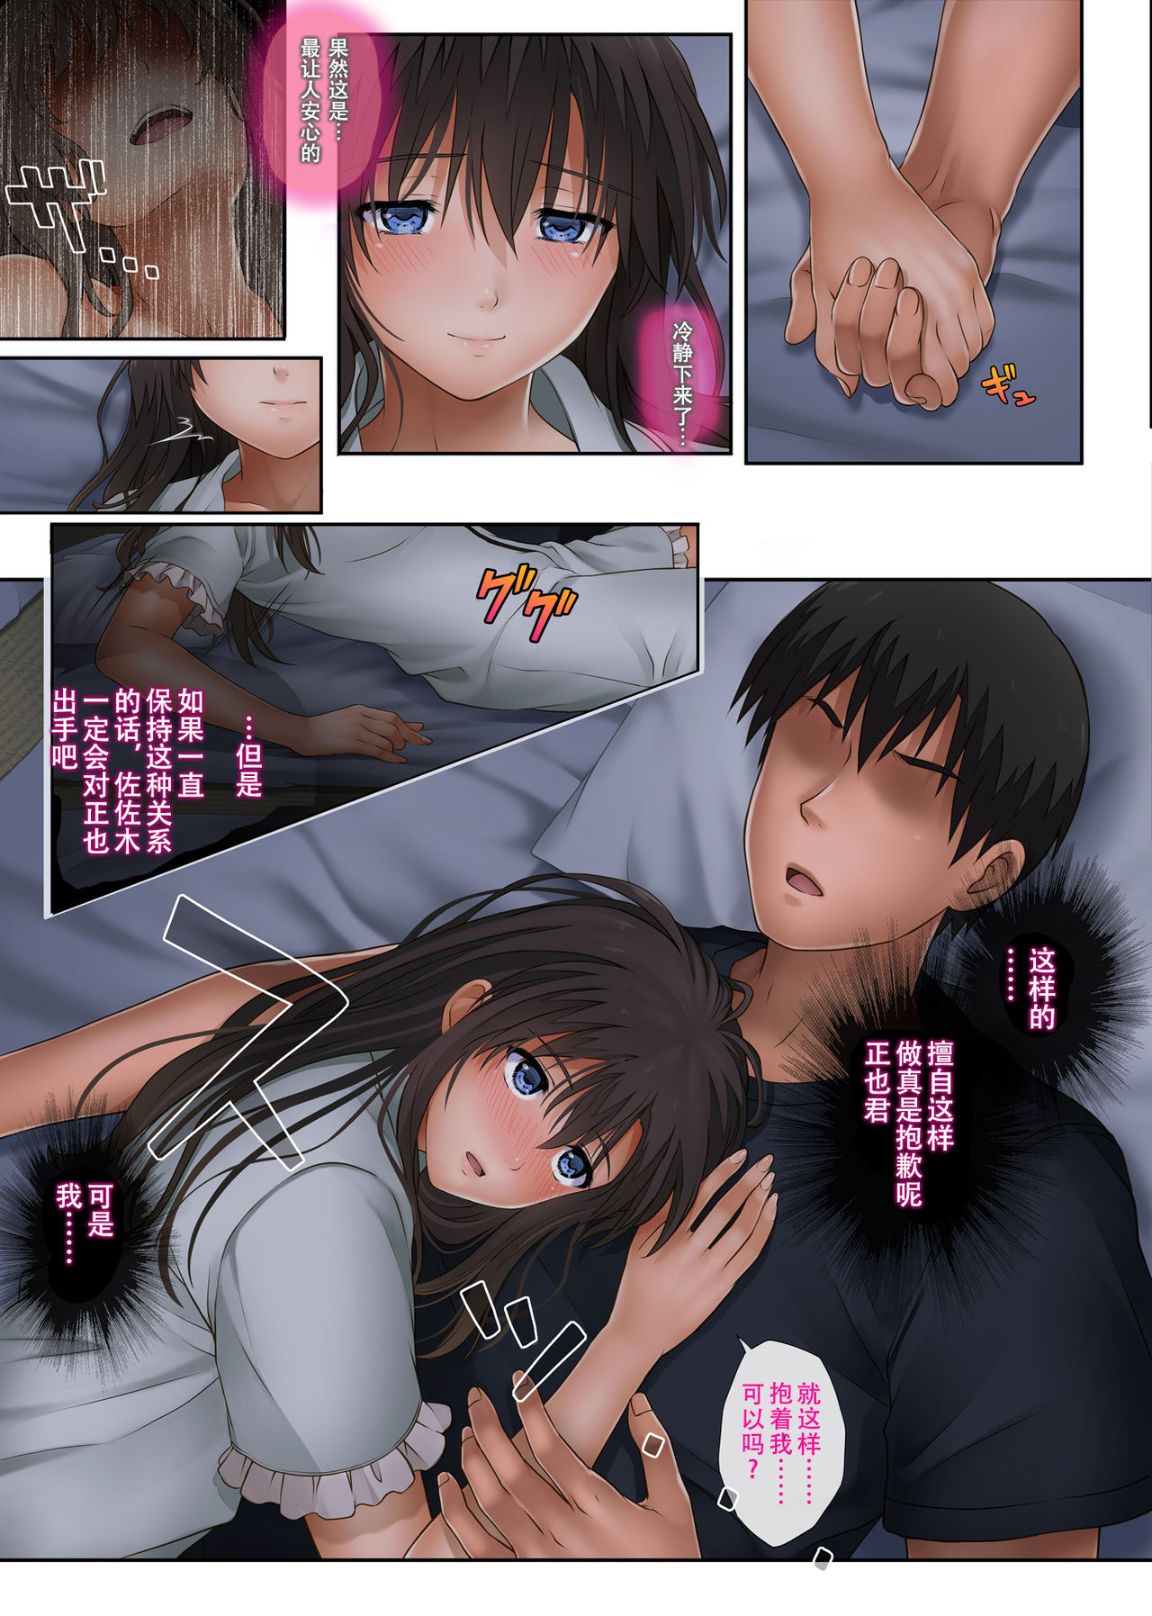 ギュ
果然这是…
最让人安心的
冷静下来了…
ザ…
ググ
…但是
如果一直
保持这种关系
的话，佐佐木
一定会对正也
出手吧
这样的
……
擅自这样
做真是抱歉呢
正也君
可是
我……
就这样……
抱着我……
可以吗？